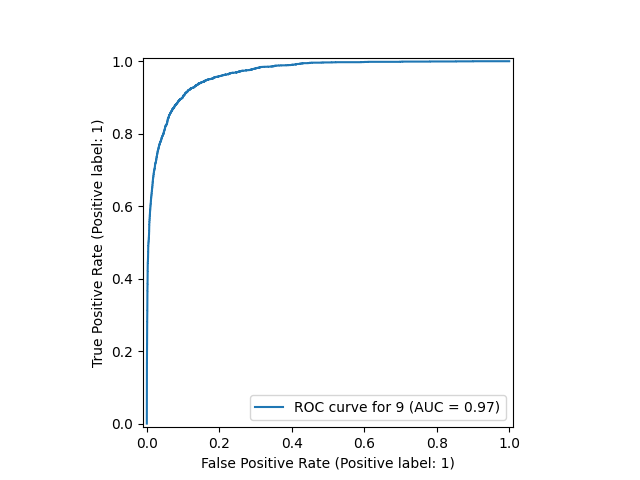 1.0
0.8
0.6
0.4
0.2
0.0
True Positive Rate (Positive label: 1)
ROC curve for 9 (AUC = 0.97)
0.0 0.2 0.4 0.6 0.8 1.0
False Positive Rate (Positive label: 1)